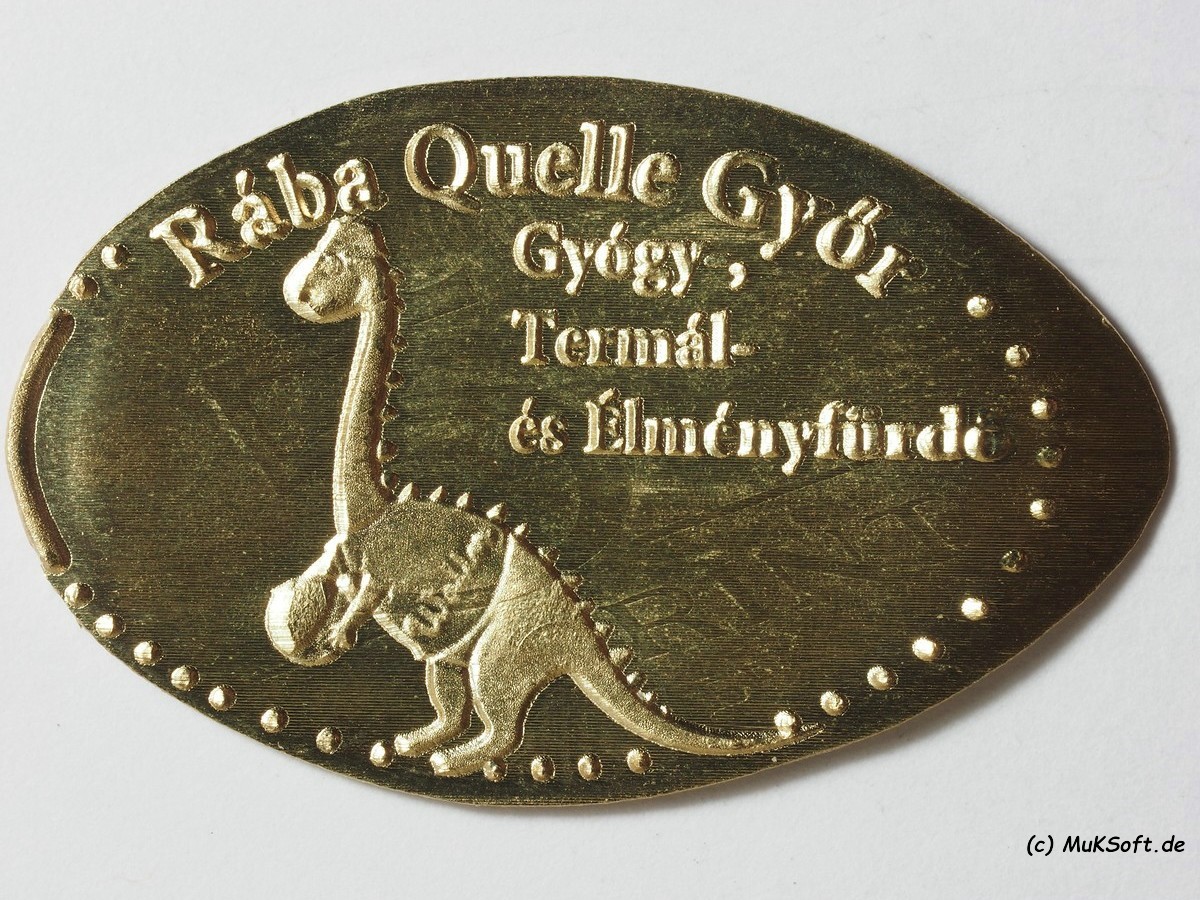 Rába Quelle Győr
Gyógy-,
Termál-
és Élményfürdő
(c) MuKSoft.de